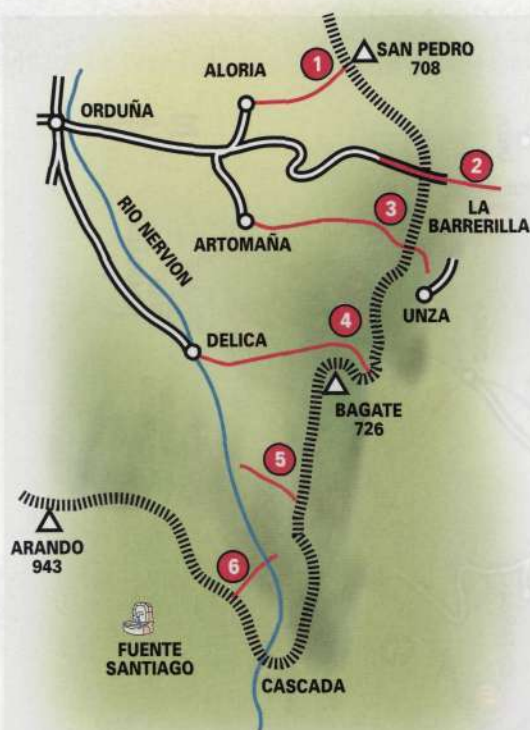 1
SAN PEDRO
708
ALORIA
2
ORDUÑA
3
LA
BARRERILLA
RIO NERVION
ARTOMAÑA
UNZA
4
DELICA
BAGATE
726
5
ARANDO
943
6
FUENTE
SANTIAGO
CASCADA